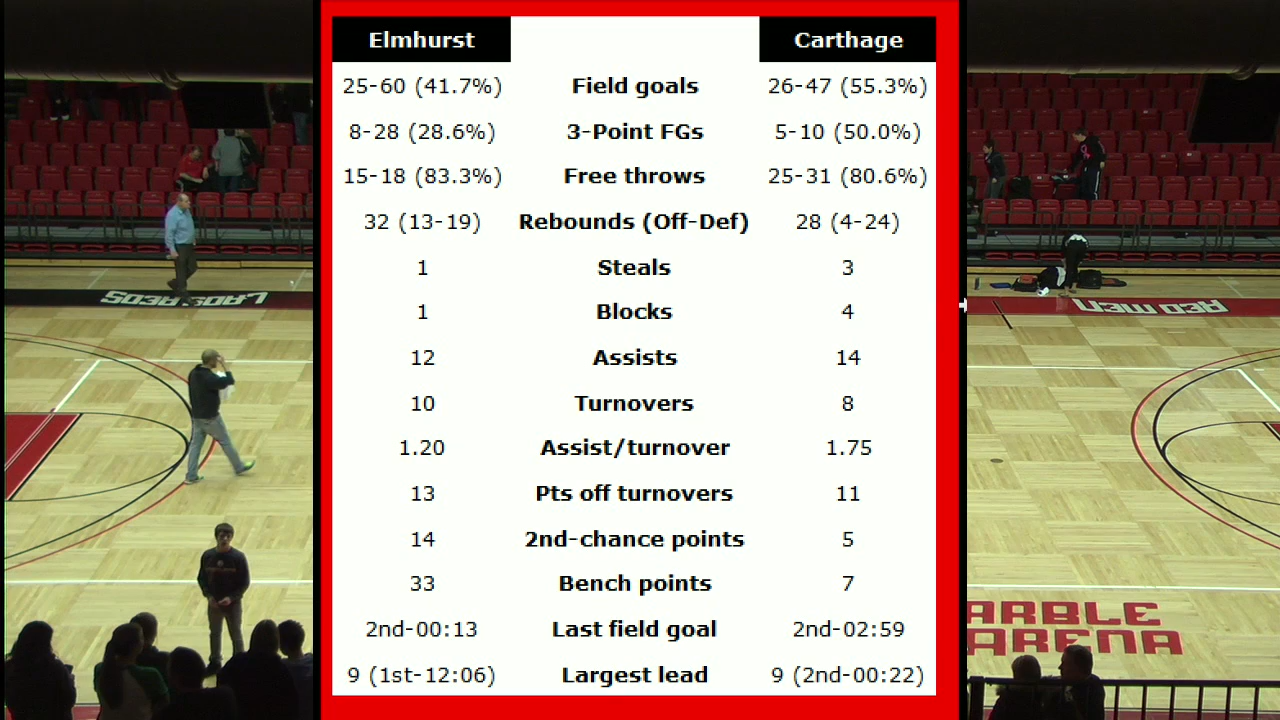 Elmhurst Carthage
25-60 (41.7%) Field goals 26-47 (55.3%)
8-28 (28.6%) 3-Point FGs 5-10 (50.0%)
15-18 (83.3%) Free throws 25-31 (80.6%)
32 (13-19) Rebounds (Off-Def) 28 (4-24)
1 Steals 3
1 Blocks 4
12 Assists 14
10 Turnovers 8
1.20 Assist/turnover 1.75
13 Pts off turnovers 11
14 2nd-chance points 5
33 Bench points 7
2nd-00:13 Last field goal 2nd-02:59
9 (1st-12:06) Largest lead 9 (2nd-00:22)
RED MEN
ARBLE
ARENA